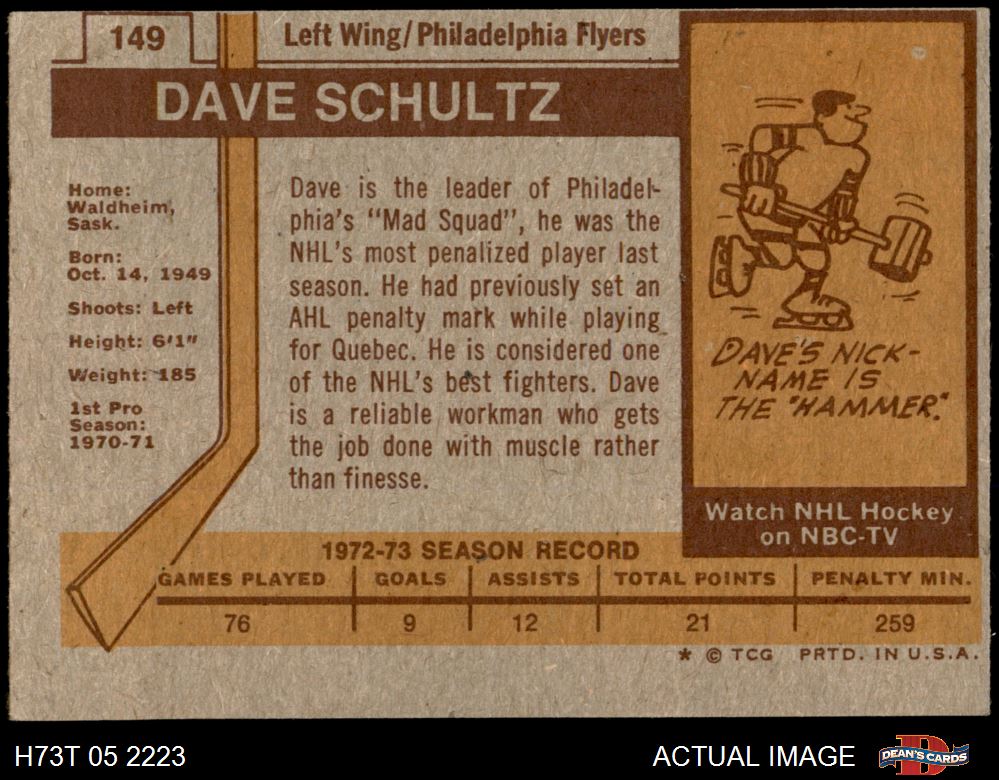 149
Left Wing/Philadelphia Flyers
DAVE SCHULTZ
Home:
Waldheim,
Sask.
Born:
Oct. 14, 1949
Shoots: Left
Height: 6'1"
Weight: 185
1st Pro
Season:
1970-71
Dave is the leader of Philadel-
phia's "Mad Squad", he was the
NHL's most penalized player last
season. He had previously set an
AHL penalty mark while playing
for Quebec. He is considered one
of the NHL's best fighters. Dave
is a reliable workman who gets
the job done with muscle rather
than finesse.
DAVE'S NICK-
NAME IS
THE "HAMMER."
Watch NHL Hockey
on NBC-TV
1972-73 SEASON RECORD
GAMES PLAYED GOALS ASSISTS TOTAL POINTS PENALTY MIN.
76 9 12 21 259
* © TCG PRTD. IN U.S.A.
H73T 05 2223 ACTUAL IMAGE DEAN'S CARDS